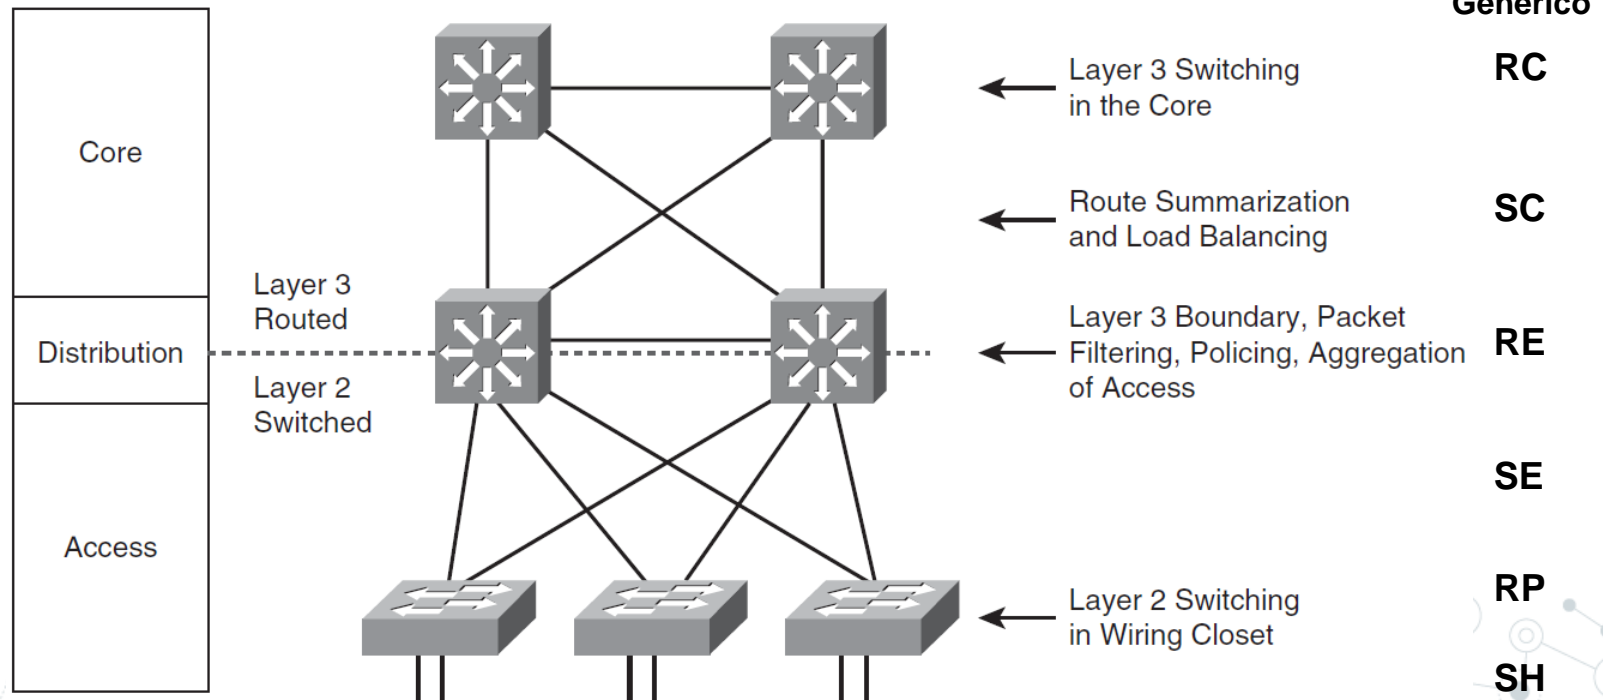 Generico
Core
Distribution
Access
Layer 3
Routed
Layer 2
Switched
Layer 3 Switching
in the Core
Route Summarization
and Load Balancing
Layer 3 Boundary, Packet
Filtering, Policing, Aggregation
of Access
Layer 2 Switching
in Wiring Closet
RC
SC
RE
SE
RP
SH